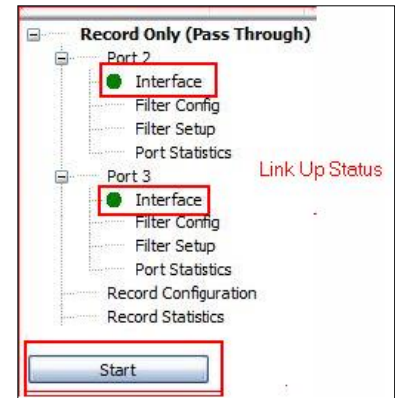 Record Only (Pass Through)
Port 2
Interface
Filter Config
Filter Setup
Port Statistics
Port 3
Link Up Status
Interface
Filter Config
Filter Setup
Port Statistics
Record Configuration
Record Statistics
Start